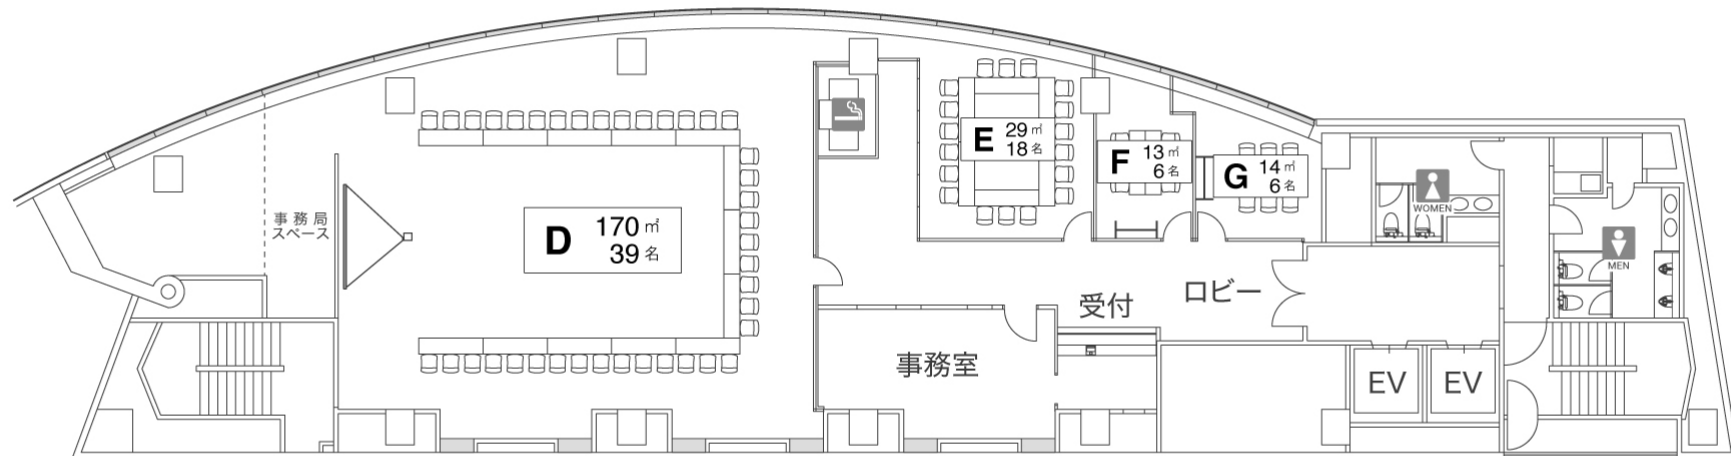 事務局
スペース
D 170㎡
39名
E 29㎡
18名
F 13㎡
6名
G 14㎡
6名
WOMEN
MEN
ロビー
受付
事務室
EV
EV